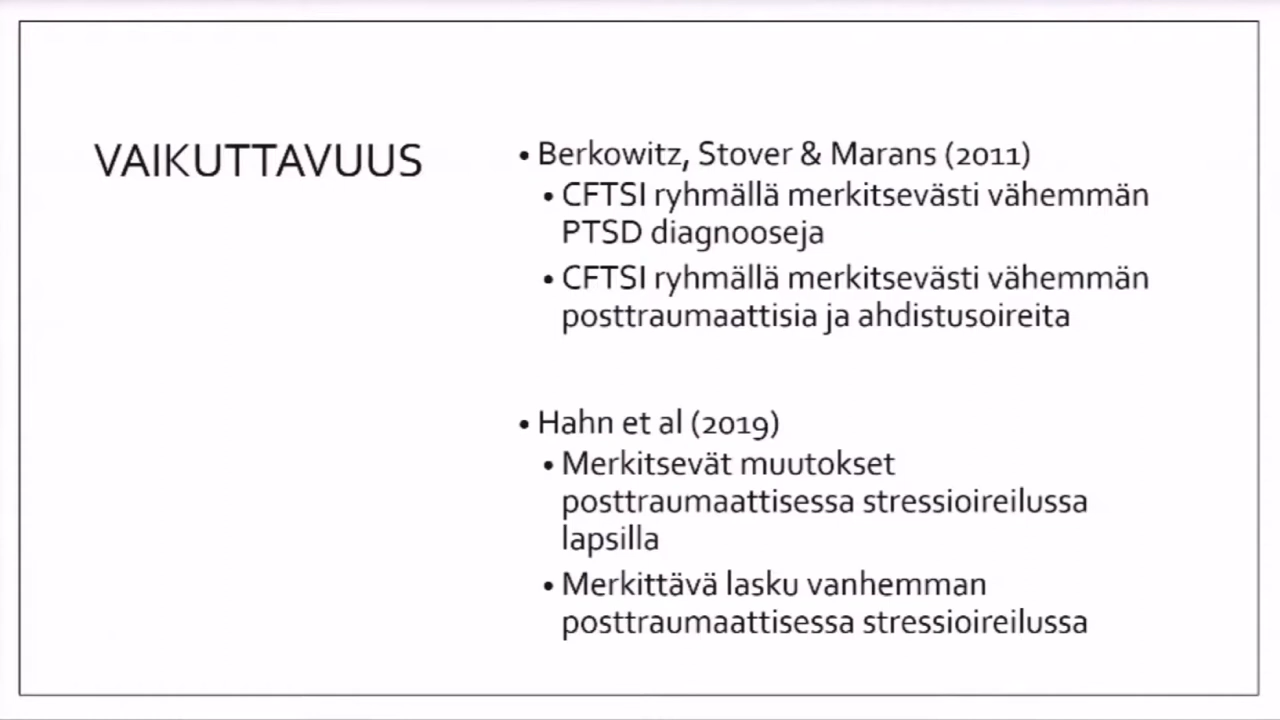 VAIKUTTAVUUS
• Berkowitz, Stover & Marans (2011)
• CFTSI ryhmällä merkitsevästi vähemmän
PTSD diagnooseja
• CFTSI ryhmällä merkitsevästi vähemmän
posttraumaattisia ja ahdistusoireita
• Hahn et al (2019)
• Merkitsevät muutokset
posttraumaattisessa stressioireilussa
lapsilla
• Merkittävä lasku vanhemman
posttraumaattisessa stressioireilussa